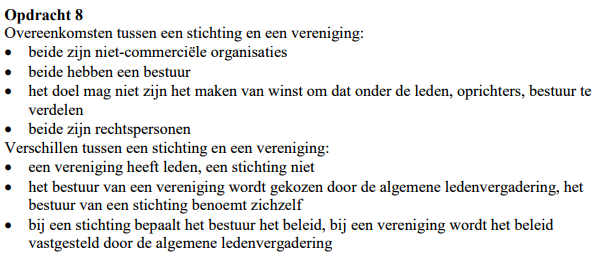 Opdracht 8
Overeenkomsten tussen een stichting en een vereniging:
• beide zijn niet-commerciële organisaties
• beide hebben een bestuur
• het doel mag niet zijn het maken van winst om dat onder de leden, oprichters, bestuur te
verdelen
• beide zijn rechtspersonen
Verschillen tussen een stichting en een vereniging:
• een vereniging heeft leden, een stichting niet
• het bestuur van een vereniging wordt gekozen door de algemene ledenvergadering, het
bestuur van een stichting benoemt zichzelf
• bij een stichting bepaalt het bestuur het beleid, bij een vereniging wordt het beleid
vastgesteld door de algemene ledenvergadering